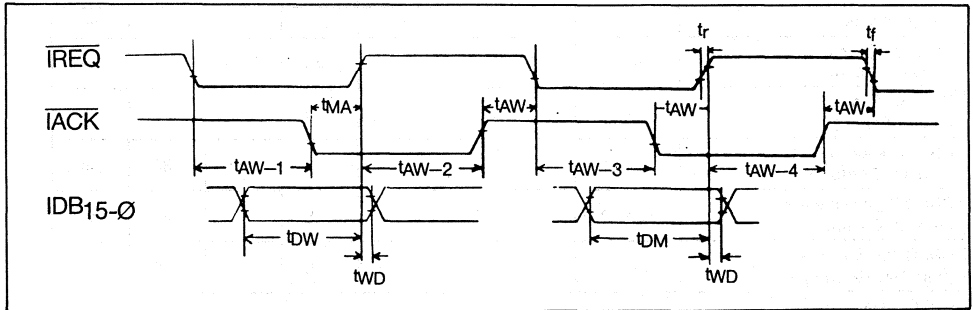 tr tf
IREQ
tMA tAW tAW tAW
IACK
tAW–1 tAW–2 tAW–3 tAW–4
IDB15-Ø
tDW tDM
tWD tWD